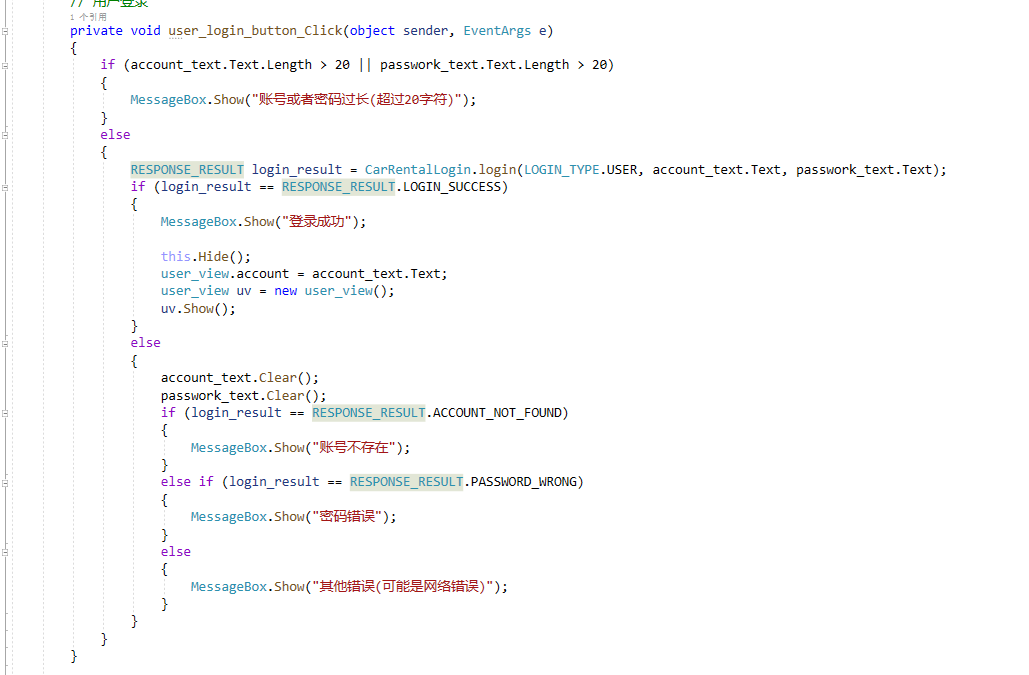 // 用户登录
1 个引用
private void user_login_button_Click(object sender, EventArgs e)
{
if (account_text.Text.Length > 20 || passwork_text.Text.Length > 20)
{
MessageBox.Show("账号或者密码过长(超过20字符)");
}
else
{
RESPONSE_RESULT login_result = CarRentalLogin.login(LOGIN_TYPE.USER, account_text.Text, passwork_text.Text);
if (login_result == RESPONSE_RESULT.LOGIN_SUCCESS)
{
MessageBox.Show("登录成功");
this.Hide();
user_view.account = account_text.Text;
user_view uv = new user_view();
uv.Show();
}
else
{
account_text.Clear();
passwork_text.Clear();
if (login_result == RESPONSE_RESULT.ACCOUNT_NOT_FOUND)
{
MessageBox.Show("账号不存在");
}
else if (login_result == RESPONSE_RESULT.PASSWORD_WRONG)
{
MessageBox.Show("密码错误");
}
else
{
MessageBox.Show("其他错误(可能是网络错误)");
}
}
}
}